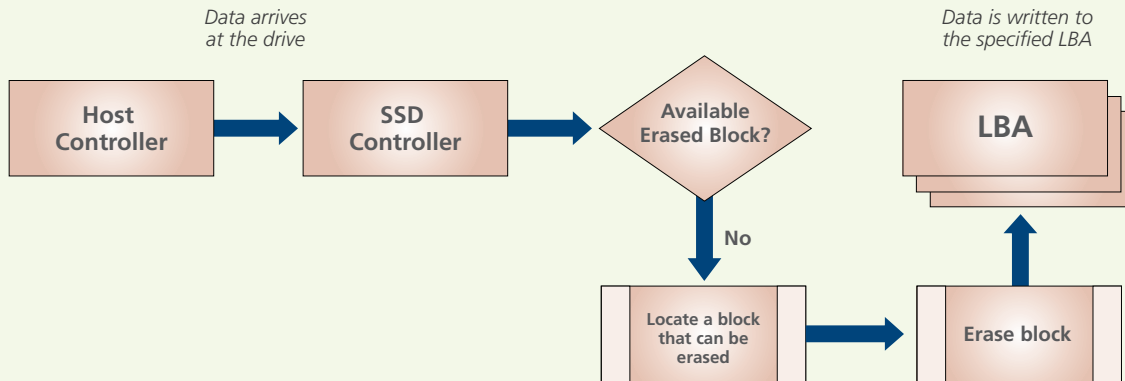 Data arrives
at the drive
Data is written to
the specified LBA
Host
Controller
SSD
Controller
Available
Erased Block?
LBA
No
Locate a block
that can be
erased
Erase block